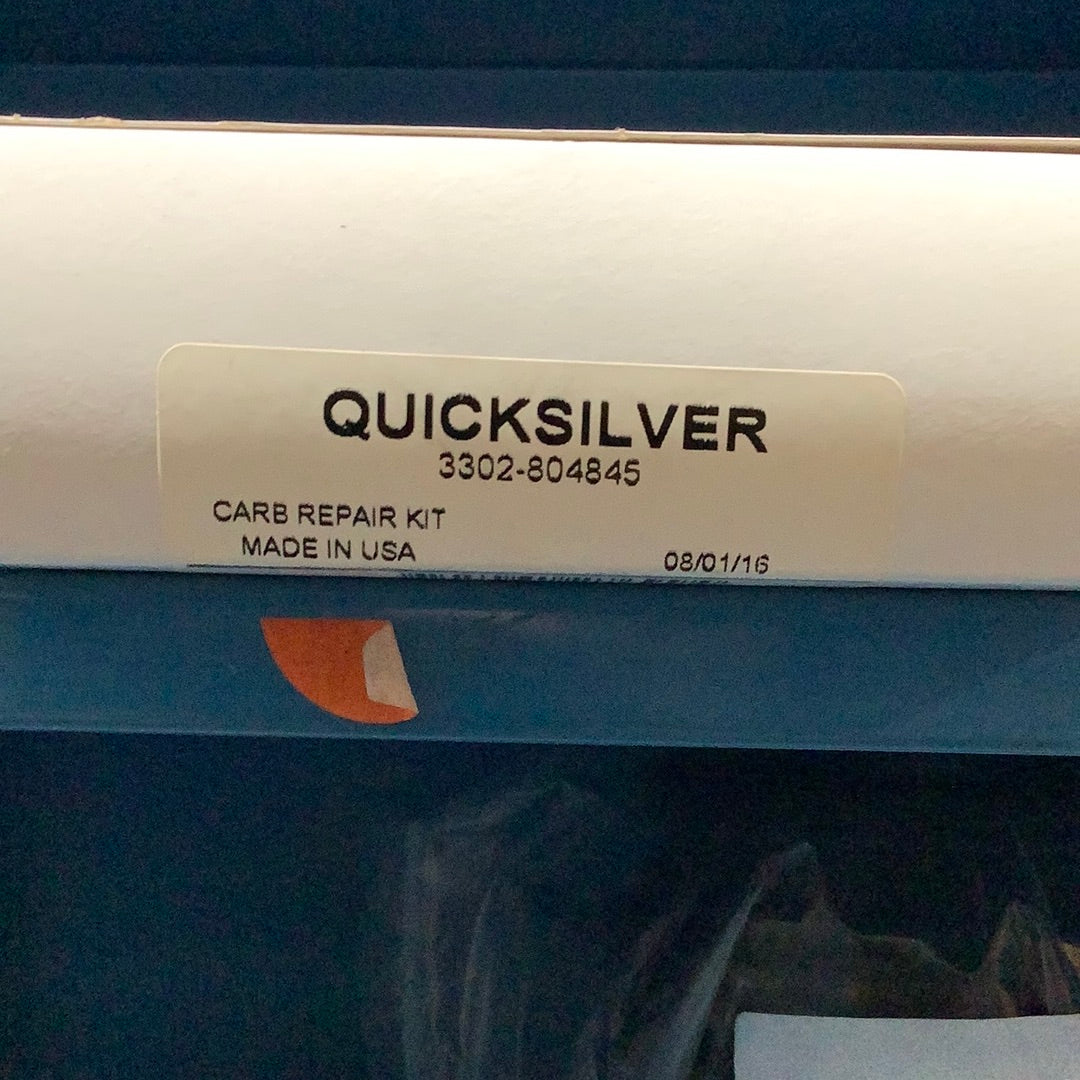 QUICKSILVER
3302-804845
CARB REPAIR KIT
MADE IN USA
08/01/16